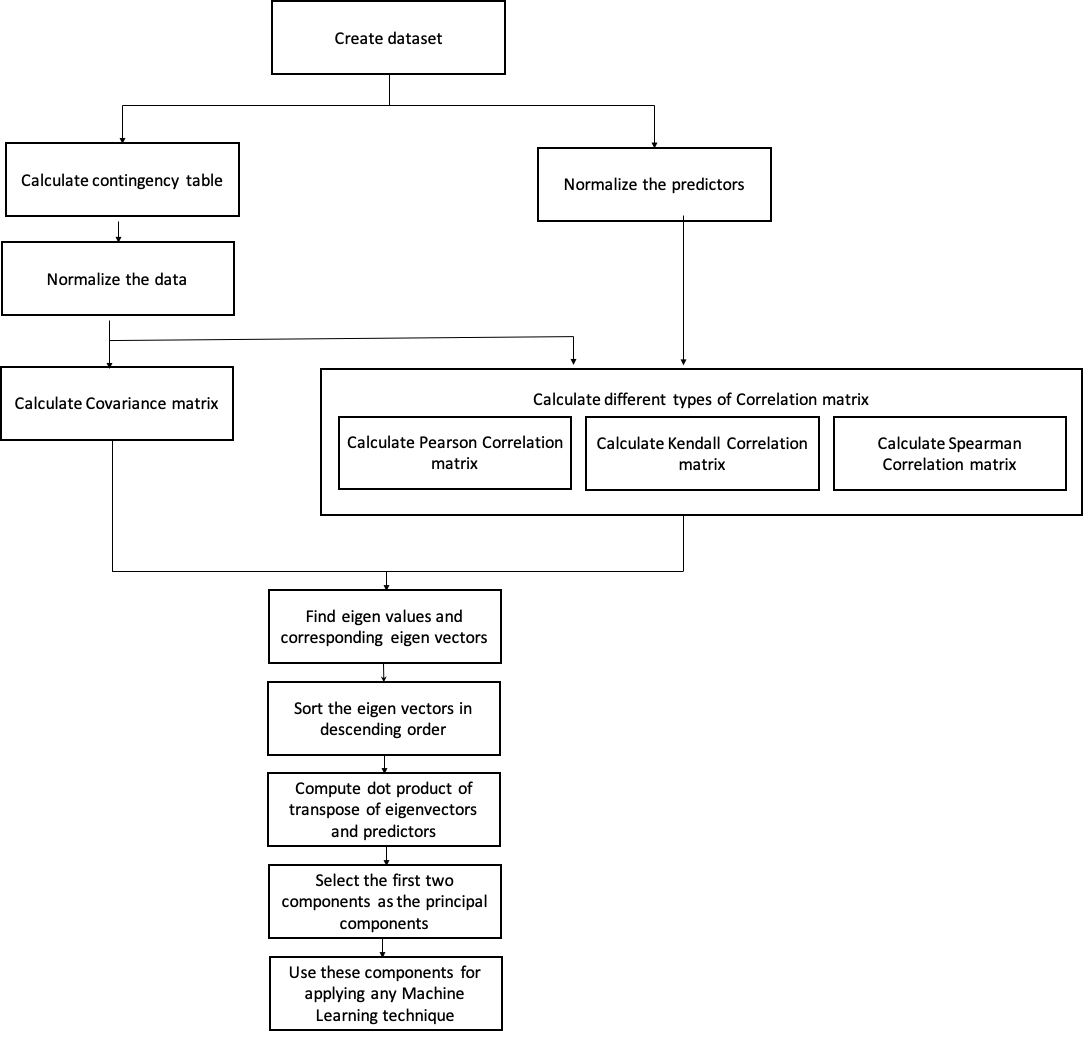 Create dataset
Calculate contingency table
Normalize the predictors
Normalize the data
Calculate Covariance matrix
Calculate different types of Correlation matrix
Calculate Pearson Correlation
matrix
Calculate Kendall Correlation
matrix
Calculate Spearman
Correlation matrix
Find eigen values and
corresponding eigen vectors
Sort the eigen vectors in
descending order
Compute dot product of
transpose of eigenvectors
and predictors
Select the first two
components as the principal
components
Use these components for
applying any Machine
Learning technique